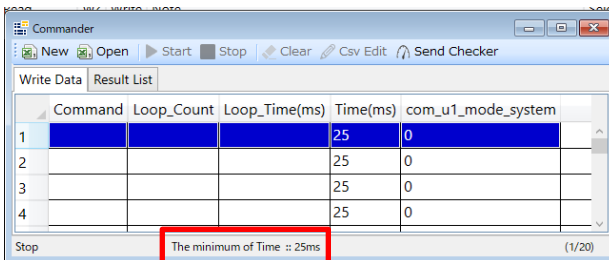 Commander
New Open Start Stop Clear Csv Edit Send Checker
Write Data Result List
Command Loop_Count Loop_Time(ms) Time(ms) com_u1_mode_system
1 25 0
2 25 0
3 25 0
4 25 0
Stop The minimum of Time :: 25ms (1/20)